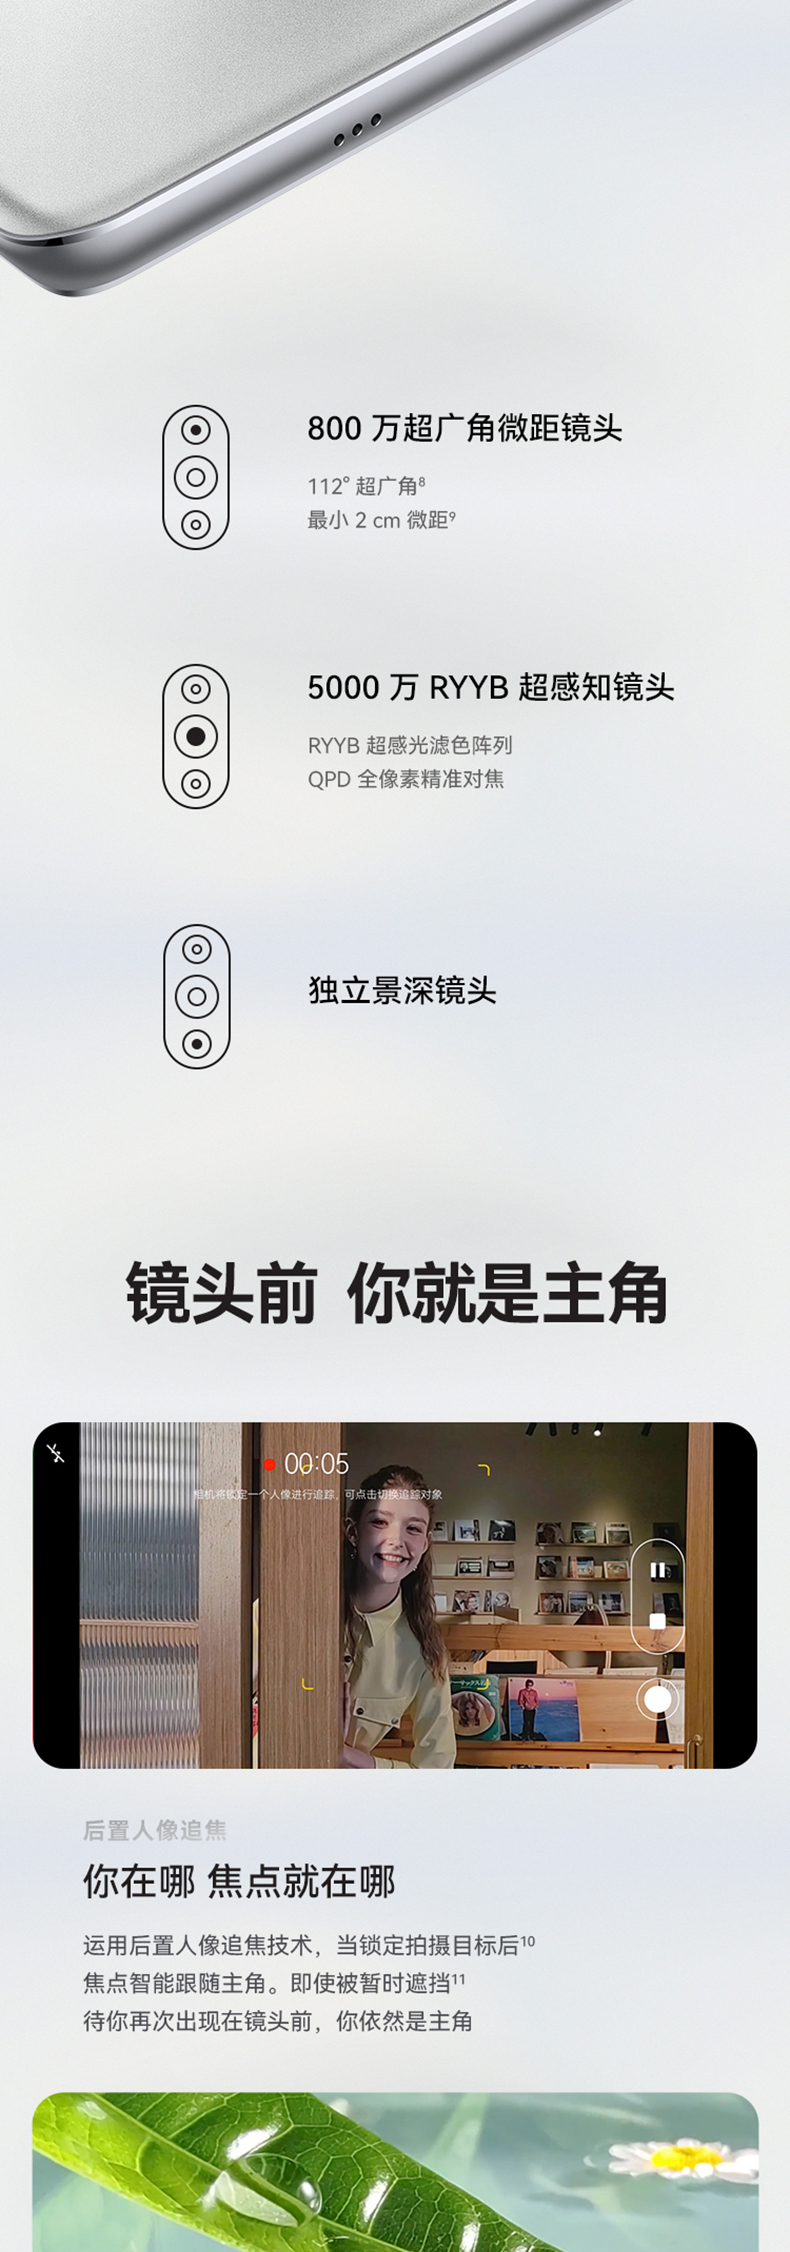 800 万超广角微距镜头
112° 超广角⁸
最小 2 cm 微距⁹
5000 万 RYYB 超感知镜头
RYYB 超感光滤色阵列
QPD 全像素精准对焦
独立景深镜头
镜头前 你就是主角
00:05
相机将锁定一个人像进行追踪，可点击切换追踪对象
后置人像追焦
你在哪 焦点就在哪
运用后置人像追焦技术，当锁定拍摄目标后¹⁰
焦点智能跟随主角。即使被暂时遮挡¹¹
待你再次出现在镜头前，你依然是主角